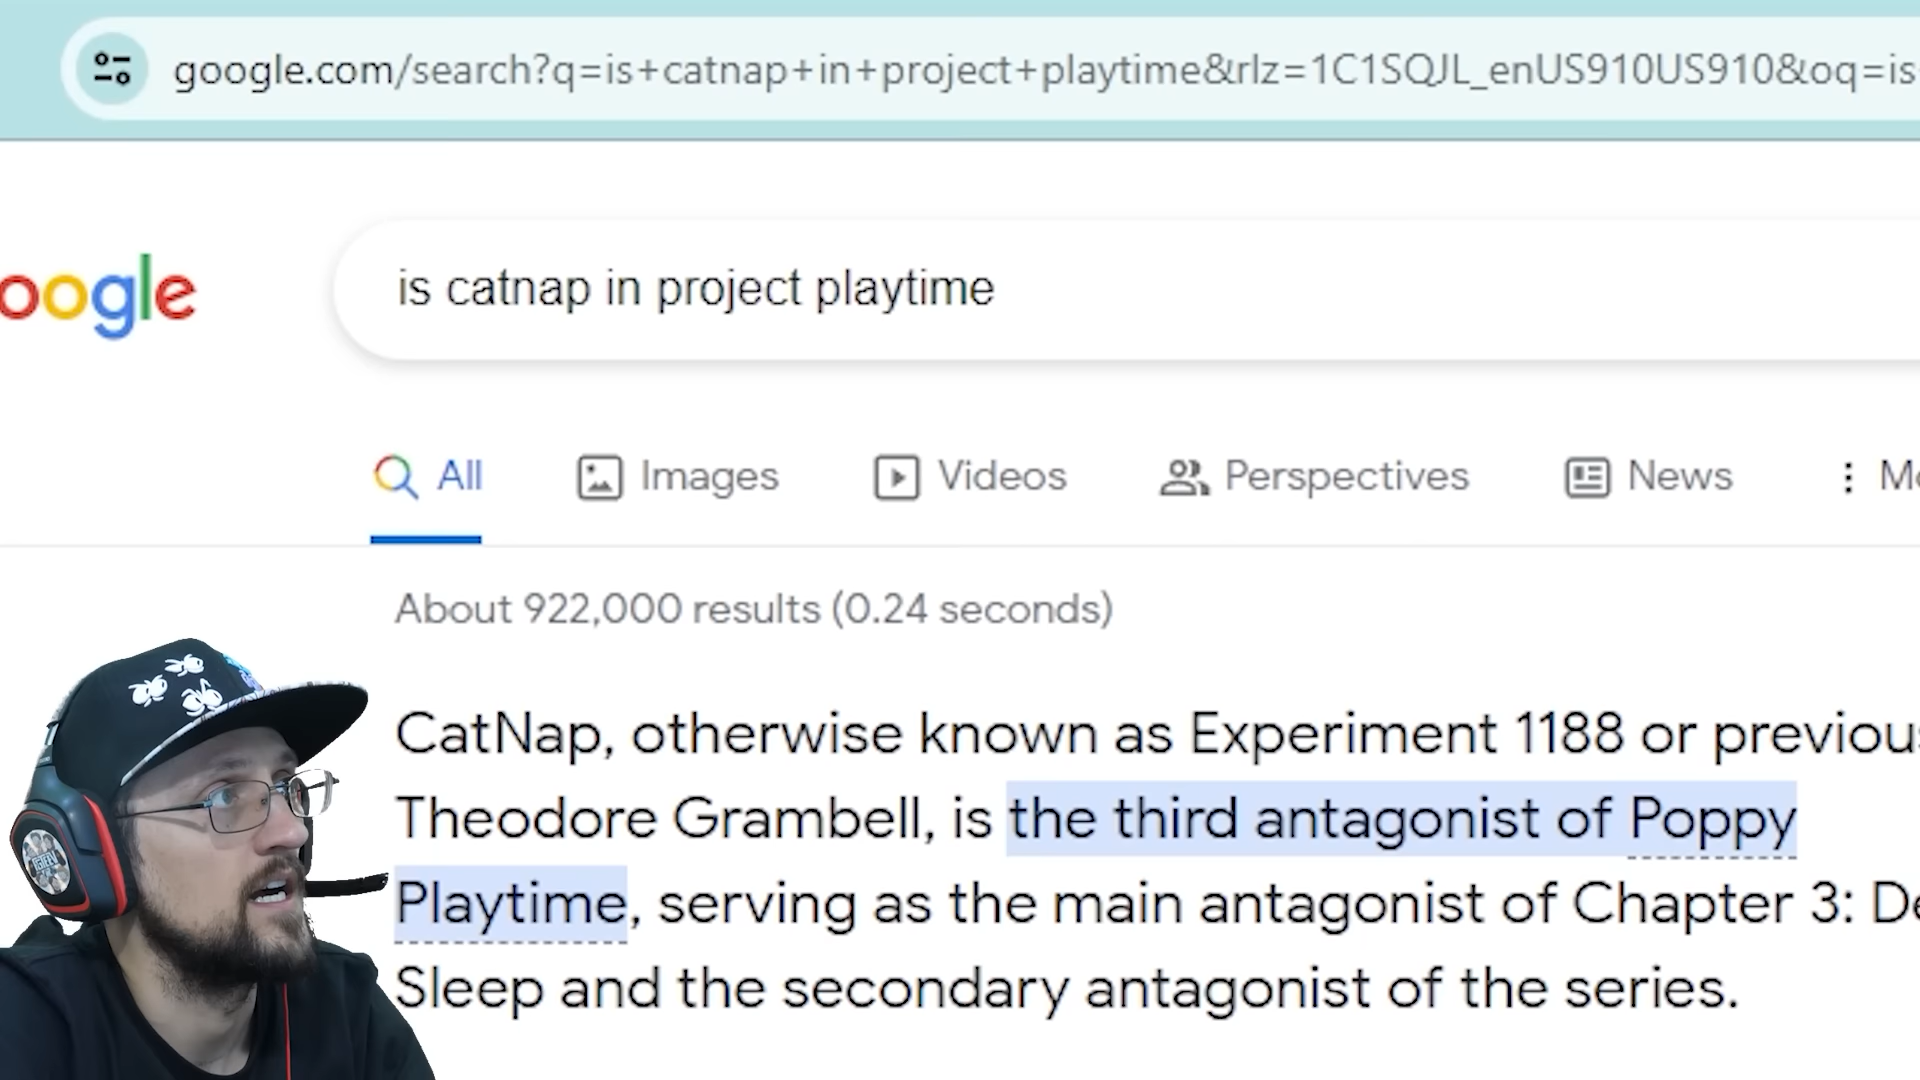 google.com/search?q=is+catnap+in+project+playtime&rlz=1C1SQJL_enUS910US910&oq=is
oogle
is catnap in project playtime
All Images Videos Perspectives News Mo
About 922,000 results (0.24 seconds)
CatNap, otherwise known as Experiment 1188 or previous
Theodore Grambell, is the third antagonist of Poppy
Playtime, serving as the main antagonist of Chapter 3: De
Sleep and the secondary antagonist of the series.